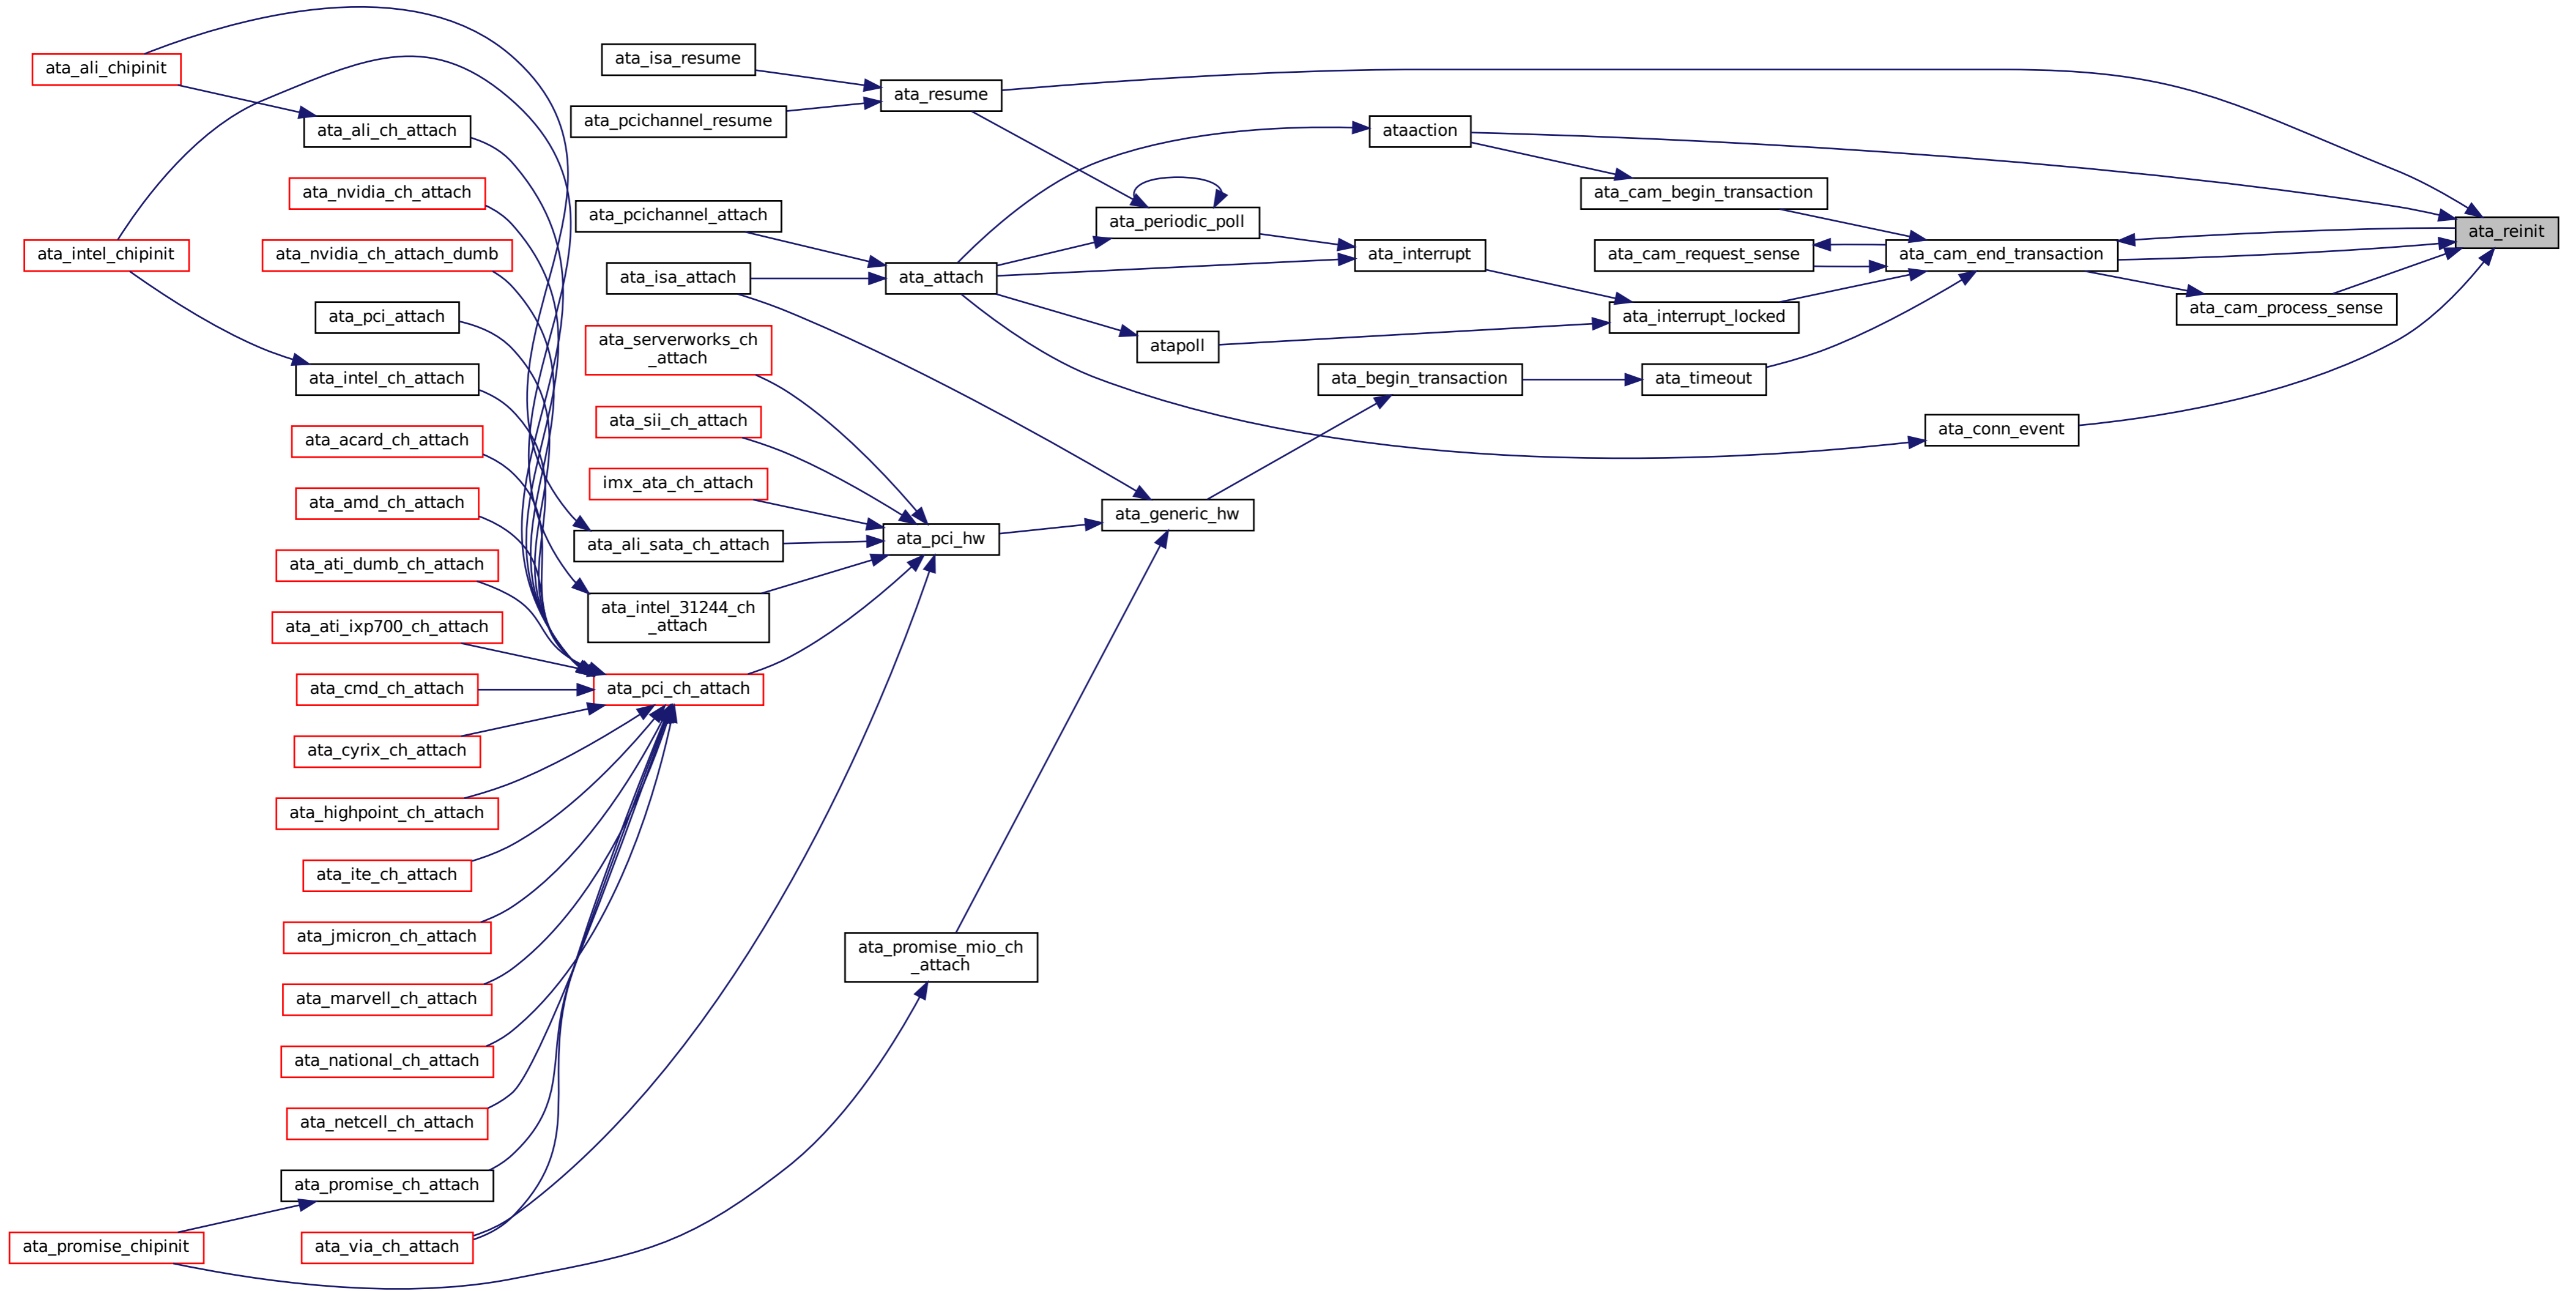 ata_ali_chipinit
ata_intel_chipinit
ata_promise_chipinit
ata_ali_ch_attach
ata_nvidia_ch_attach
ata_nvidia_ch_attach_dumb
ata_pci_attach
ata_intel_ch_attach
ata_acard_ch_attach
ata_amd_ch_attach
ata_ati_dumb_ch_attach
ata_ati_ixp700_ch_attach
ata_cmd_ch_attach
ata_cyrix_ch_attach
ata_highpoint_ch_attach
ata_ite_ch_attach
ata_jmicron_ch_attach
ata_marvell_ch_attach
ata_national_ch_attach
ata_netcell_ch_attach
ata_promise_ch_attach
ata_via_ch_attach
ata_isa_resume
ata_pcichannel_resume
ata_pcichannel_attach
ata_isa_attach
ata_serverworks_ch
_attach
ata_sii_ch_attach
imx_ata_ch_attach
ata_ali_sata_ch_attach
ata_intel_31244_ch
_attach
ata_pci_ch_attach
ata_resume
ata_attach
ata_pci_hw
ata_promise_mio_ch
_attach
ata_periodic_poll
atapoll
ata_generic_hw
ataaction
ata_interrupt
ata_begin_transaction
ata_cam_begin_transaction
ata_cam_request_sense
ata_interrupt_locked
ata_timeout
ata_cam_end_transaction
ata_conn_event
ata_cam_process_sense
ata_reinit